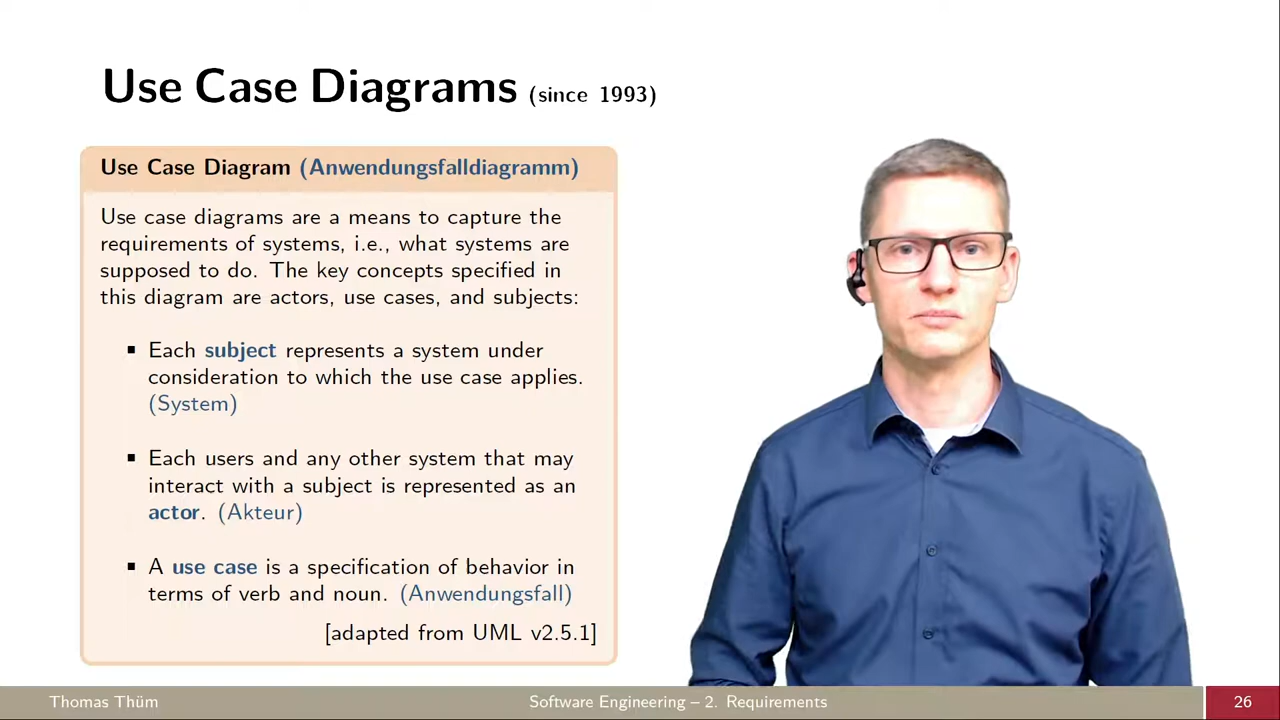 Use Case Diagrams (since 1993)
Use Case Diagram (Anwendungsfalldiagramm)
Use case diagrams are a means to capture the
requirements of systems, i.e., what systems are
supposed to do. The key concepts specified in
this diagram are actors, use cases, and subjects:
▪ Each subject represents a system under
consideration to which the use case applies.
(System)
▪ Each users and any other system that may
interact with a subject is represented as an
actor. (Akteur)
▪ A use case is a specification of behavior in
terms of verb and noun. (Anwendungsfall)
[adapted from UML v2.5.1]
Thomas Thüm
Software Engineering – 2. Requirements
26